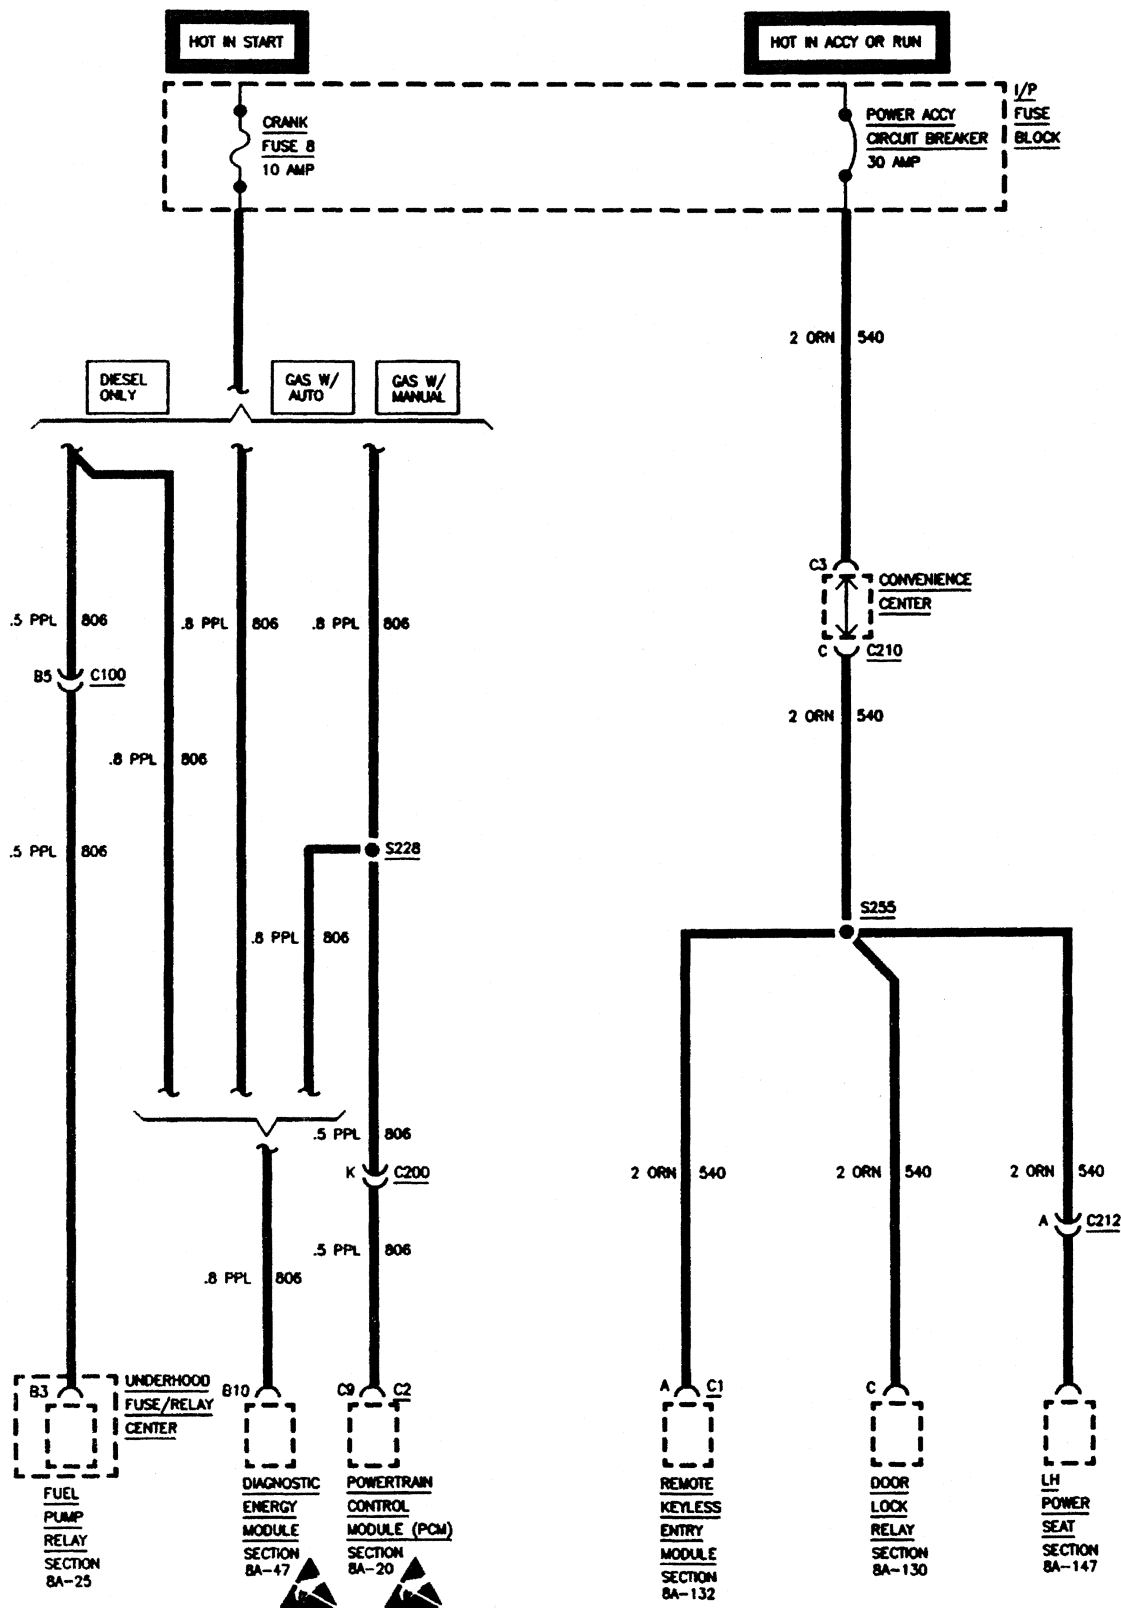 HOT IN START
HOT IN ACCY OR RUN
CRANK
FUSE 8
10 AMP
POWER ACCY
CIRCUIT BREAKER
30 AMP
I/P
FUSE
BLOCK
2 ORN 540
DIESEL
ONLY
GAS W/
AUTO
GAS W/
MANUAL
C3
CONVENIENCE
CENTER
C C210
.5 PPL 806
.8 PPL 806
.8 PPL 806
B5 C100
2 ORN 540
.8 PPL 806
.5 PPL 806
S228
S255
.8 PPL 806
.5 PPL 806
K C200
2 ORN 540
2 ORN 540
2 ORN 540
A C212
.5 PPL 806
.8 PPL 806
B3
UNDERHOOD
FUSE/RELAY
CENTER
B10
C9 C2
A C1
C
FUEL
PUMP
RELAY
SECTION
8A-25
DIAGNOSTIC
ENERGY
MODULE
SECTION
8A-47
POWERTRAIN
CONTROL
MODULE (PCM)
SECTION
8A-20
REMOTE
KEYLESS
ENTRY
MODULE
SECTION
8A-132
DOOR
LOCK
RELAY
SECTION
8A-130
LH
POWER
SEAT
SECTION
8A-147